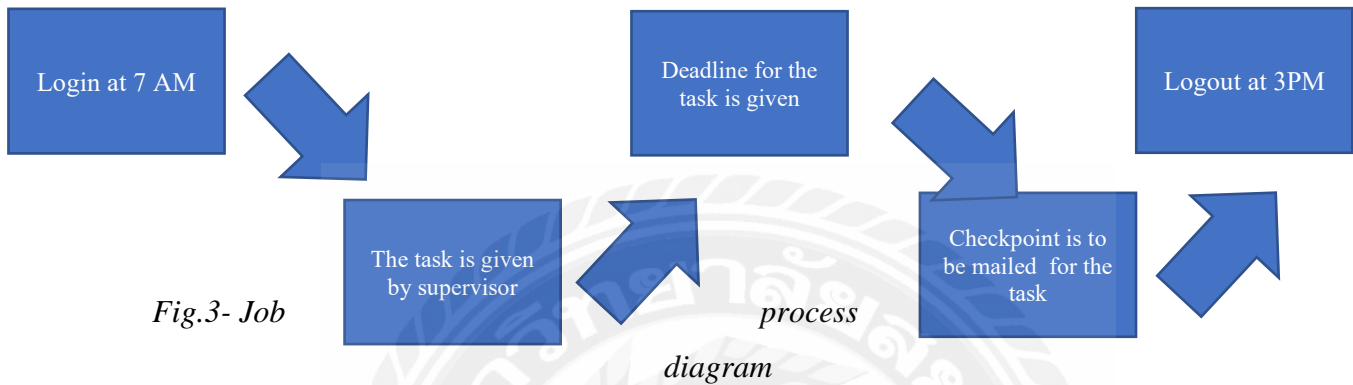 Login at 7 AM
The task is given
by supervisor
Deadline for the
task is given
Checkpoint is to
be mailed for the
task
Logout at 3PM
Fig.3- Job process
diagram